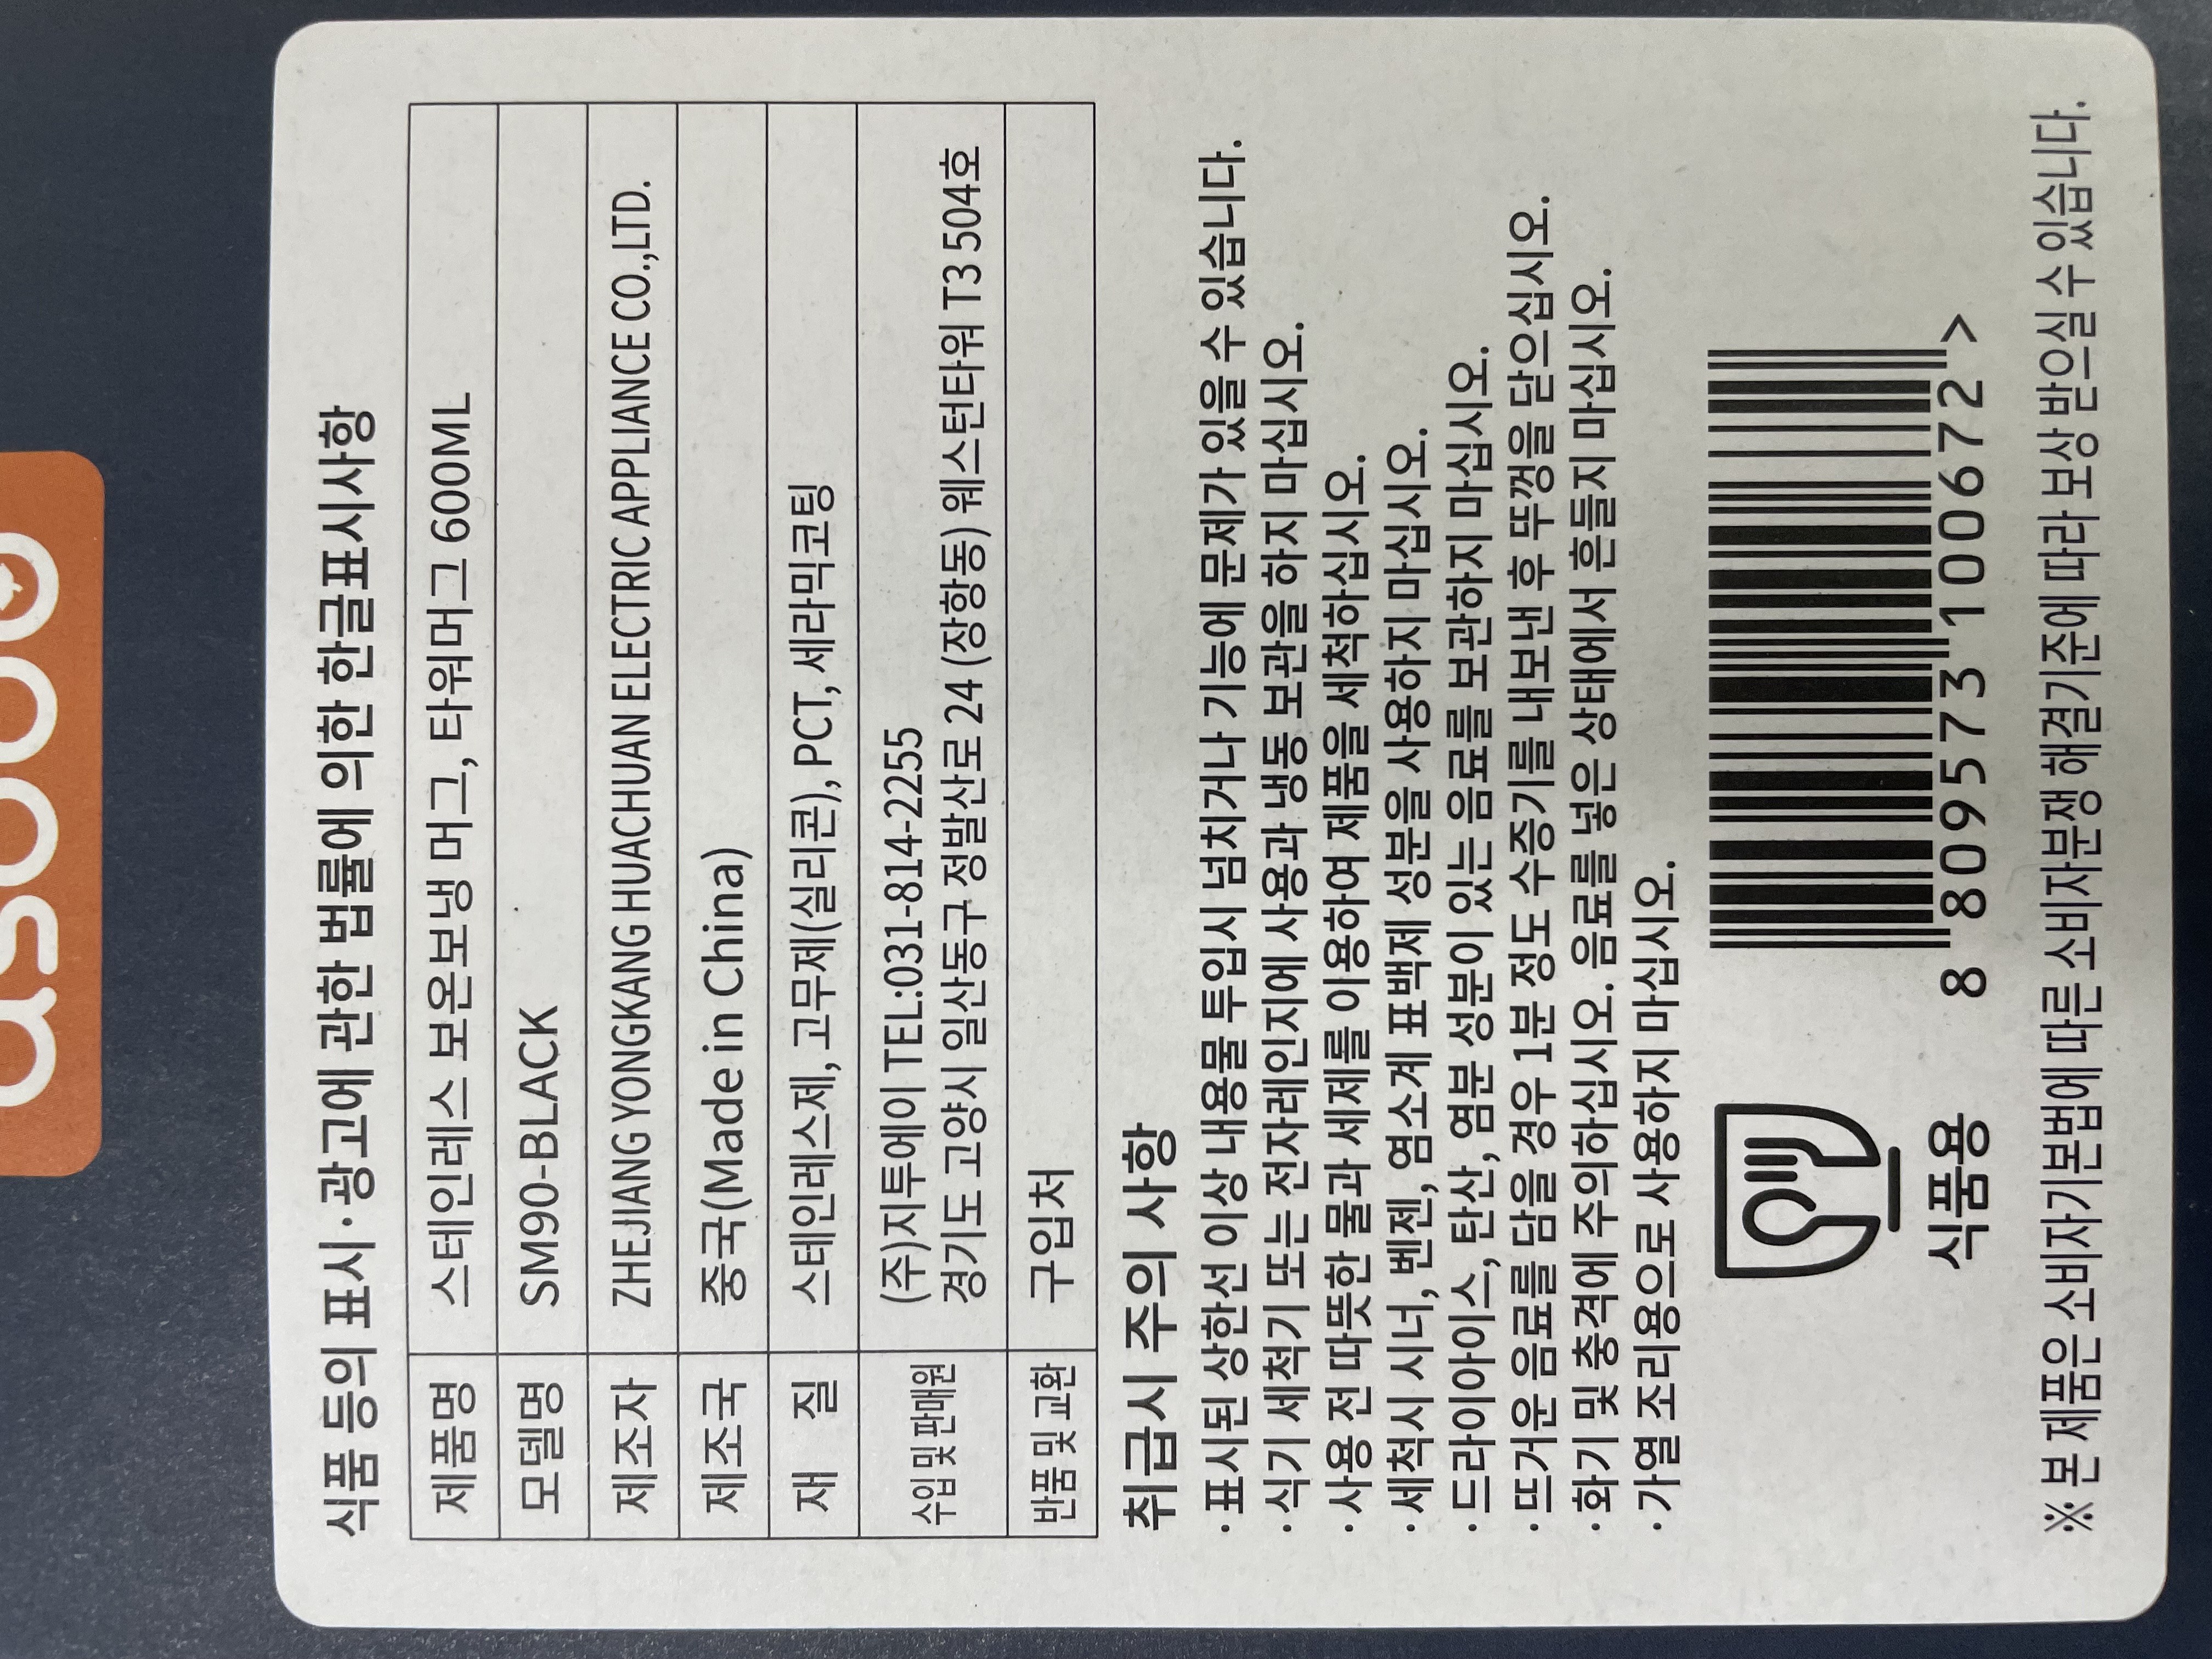 식품 등의 표시·광고에 관한 법률에 의한 한글표시사항
제품명 스테인레스 보온보냉 머그, 타워머그 600ML
모델명 SM90-BLACK
제조자 ZHEJIANG YONGKANG HUACHUAN ELECTRIC APPLIANCE CO.,LTD.
제조국 중국(Made in China)
재 질 스테인레스제, 고무제(실리콘), PCT, 세라믹코팅
수입 및 판매원 (주)지투에이 TEL:031-814-2255
경기도 고양시 일산동구 정발산로 24 (장항동) 웨스턴타워 T3 504호
반품 및 교환 구입처
취급시 주의 사항
·표시된 상한선 이상 내용물 투입시 넘치거나 기능에 문제가 있을 수 있습니다.
·식기 세척기 또는 전자레인지에 사용과 냉동 보관을 하지 마십시오.
·사용 전 따뜻한 물과 세제를 이용하여 제품을 세척하십시오.
·세척시 시너, 벤젠, 염소계 표백제 성분을 사용하지 마십시오.
·드라이아이스, 탄산, 염분 성분이 있는 음료를 보관하지 마십시오.
·뜨거운 음료를 담을 경우 1분 정도 수증기를 내보낸 후 뚜껑을 닫으십시오.
·화기 및 충격에 주의하십시오. 음료를 넣은 상태에서 흔들지 마십시오.
·가열 조리용으로 사용하지 마십시오.
식품용
8 809573 100672 >
※ 본 제품은 소비자기본법에 따른 소비자분쟁 해결기준에 따라 보상 받으실 수 있습니다.